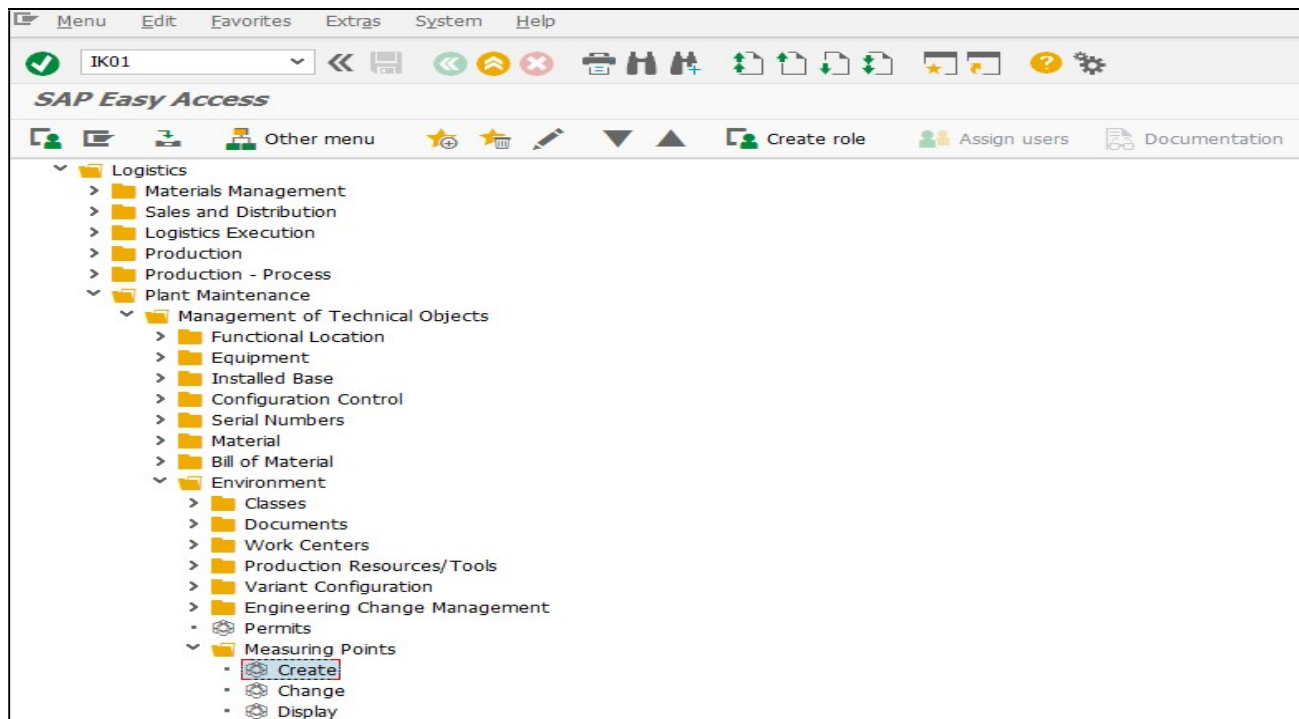 Menu Edit Favorites Extras System Help
IK01
SAP Easy Access
Other menu Create role Assign users Documentation
Logistics
Materials Management
Sales and Distribution
Logistics Execution
Production
Production - Process
Plant Maintenance
Management of Technical Objects
Functional Location
Equipment
Installed Base
Configuration Control
Serial Numbers
Material
Bill of Material
Environment
Classes
Documents
Work Centers
Production Resources/Tools
Variant Configuration
Engineering Change Management
Permits
Measuring Points
Create
Change
Display